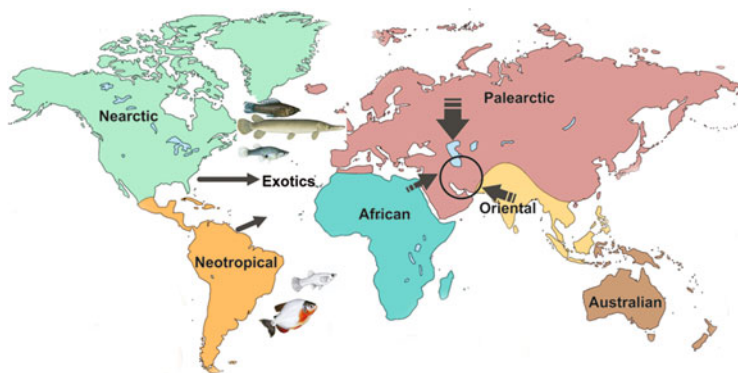 Nearctic
Palearctic
Exotics
African
Oriental
Neotropical
Australian